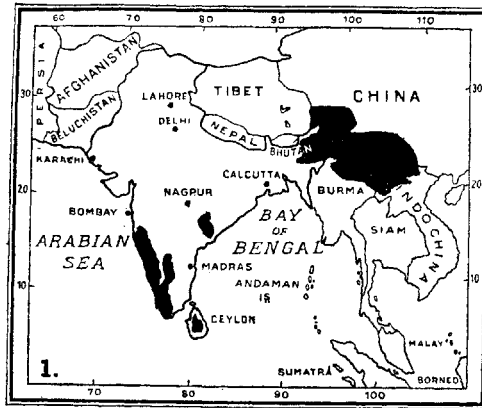 60 70 80 90 100
PERSIA
AFGHANISTAN
BELUCHISTAN
LAHORE
DELHI
TIBET
CHINA
NEPAL
BHUTAN
30
30
KARACHI
CALCUTTA
BURMA
20
20
NAGPUR
BOMBAY
BAY
OF
BENGAL
INDO CHINA
SIAM
ARABIAN
SEA
10
10
MADRAS
ANDAMAN
IS
CEYLON
MALAY
SUMATRA
BORNEO
1.
70 80 90 100 110